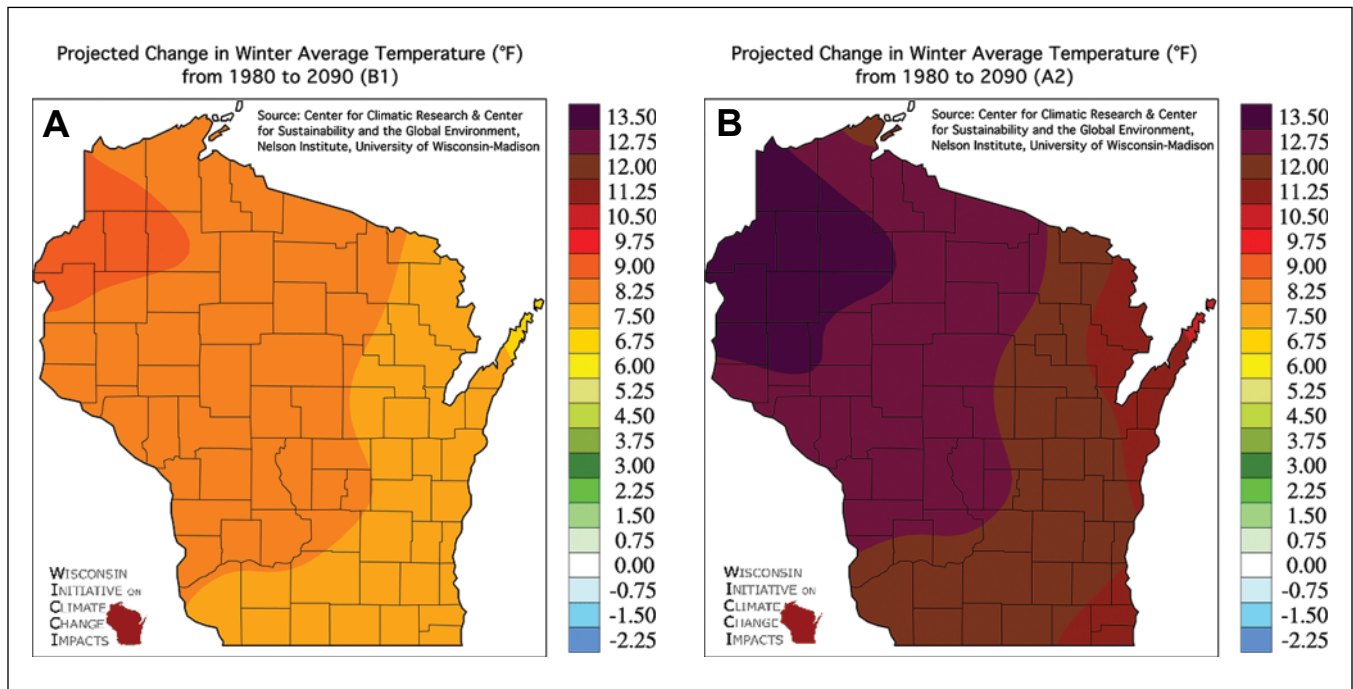 Projected Change in Winter Average Temperature (°F)
from 1980 to 2090 (B1)
A
Source: Center for Climatic Research & Center
for Sustainability and the Global Environment,
Nelson Institute, University of Wisconsin-Madison
13.50
12.75
12.00
11.25
10.50
9.75
9.00
8.25
7.50
6.75
6.00
5.25
4.50
3.75
3.00
2.25
1.50
0.75
0.00
-0.75
-1.50
-2.25
WISCONSIN
INITIATIVE ON
CLIMATE
CHANGE
IMPACTS
Projected Change in Winter Average Temperature (°F)
from 1980 to 2090 (A2)
B
Source: Center for Climatic Research & Center
for Sustainability and the Global Environment,
Nelson Institute, University of Wisconsin-Madison
13.50
12.75
12.00
11.25
10.50
9.75
9.00
8.25
7.50
6.75
6.00
5.25
4.50
3.75
3.00
2.25
1.50
0.75
0.00
-0.75
-1.50
-2.25
WISCONSIN
INITIATIVE ON
CLIMATE
CHANGE
IMPACTS